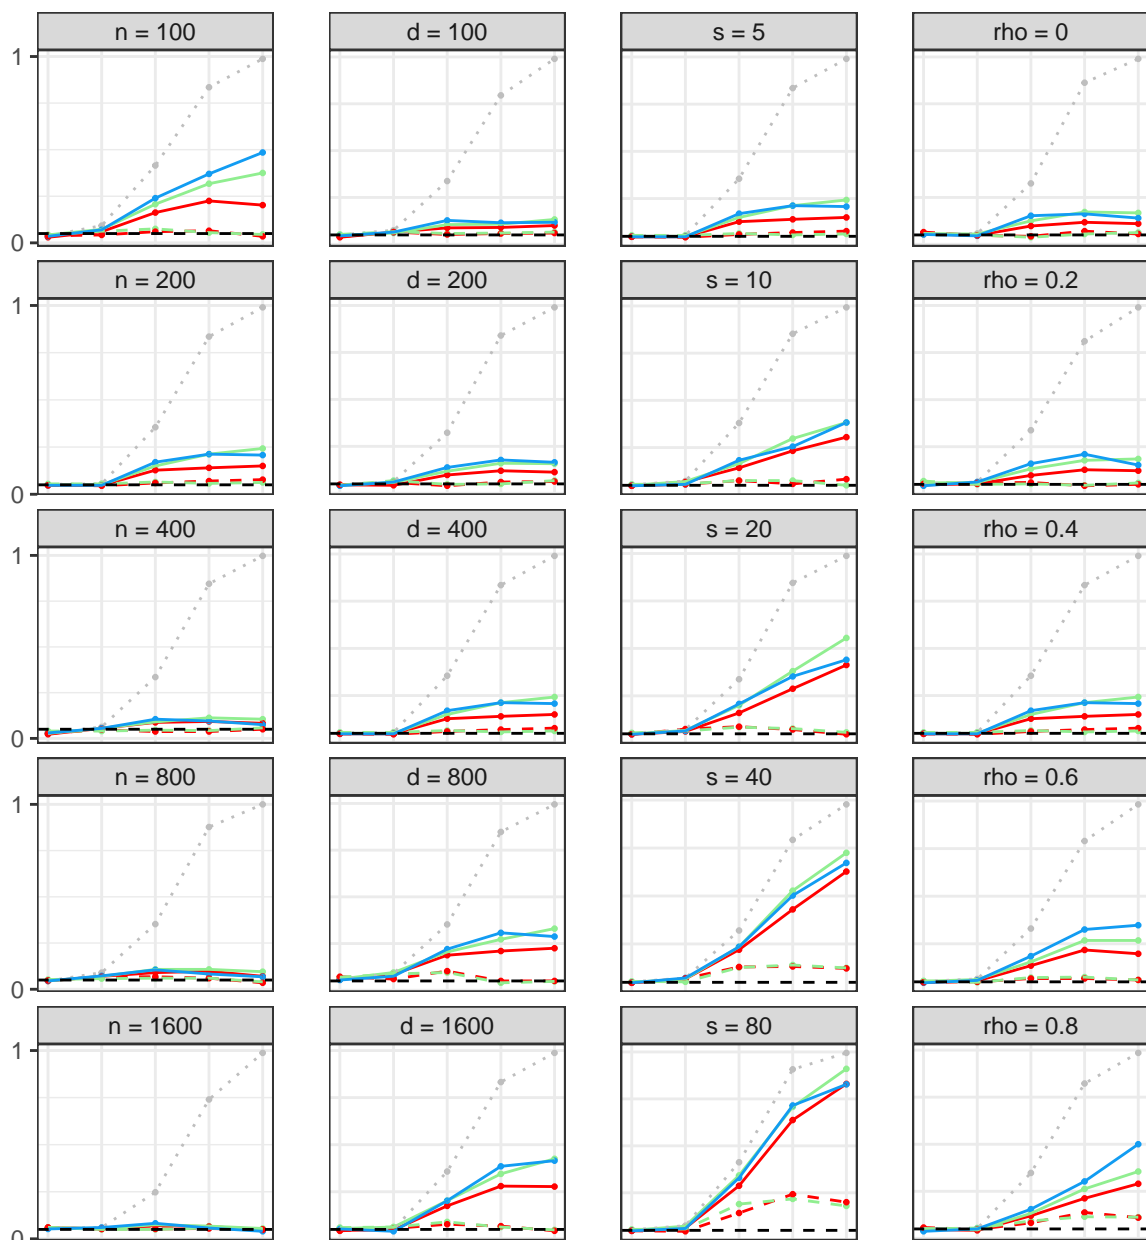 n = 100 d = 100 s = 5 rho = 0
1
0
n = 200 d = 200 s = 10 rho = 0.2
1
0
n = 400 d = 400 s = 20 rho = 0.4
1
0
n = 800 d = 800 s = 40 rho = 0.6
1
0
n = 1600 d = 1600 s = 80 rho = 0.8
1
0